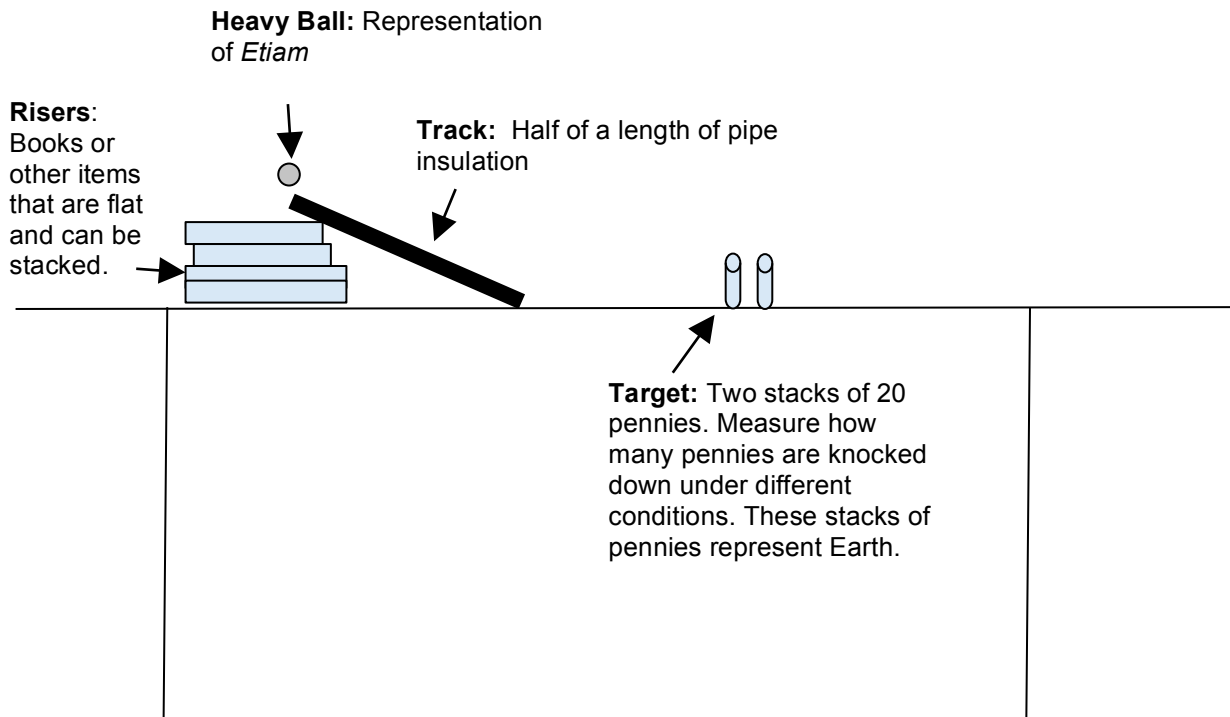 Heavy Ball: Representation
of Etiam
Risers:
Books or
other items
that are flat
and can be
stacked.
Track:  Half of a length of pipe
insulation
Target: Two stacks of 20
pennies. Measure how
many pennies are knocked
down under different
conditions. These stacks of
pennies represent Earth.